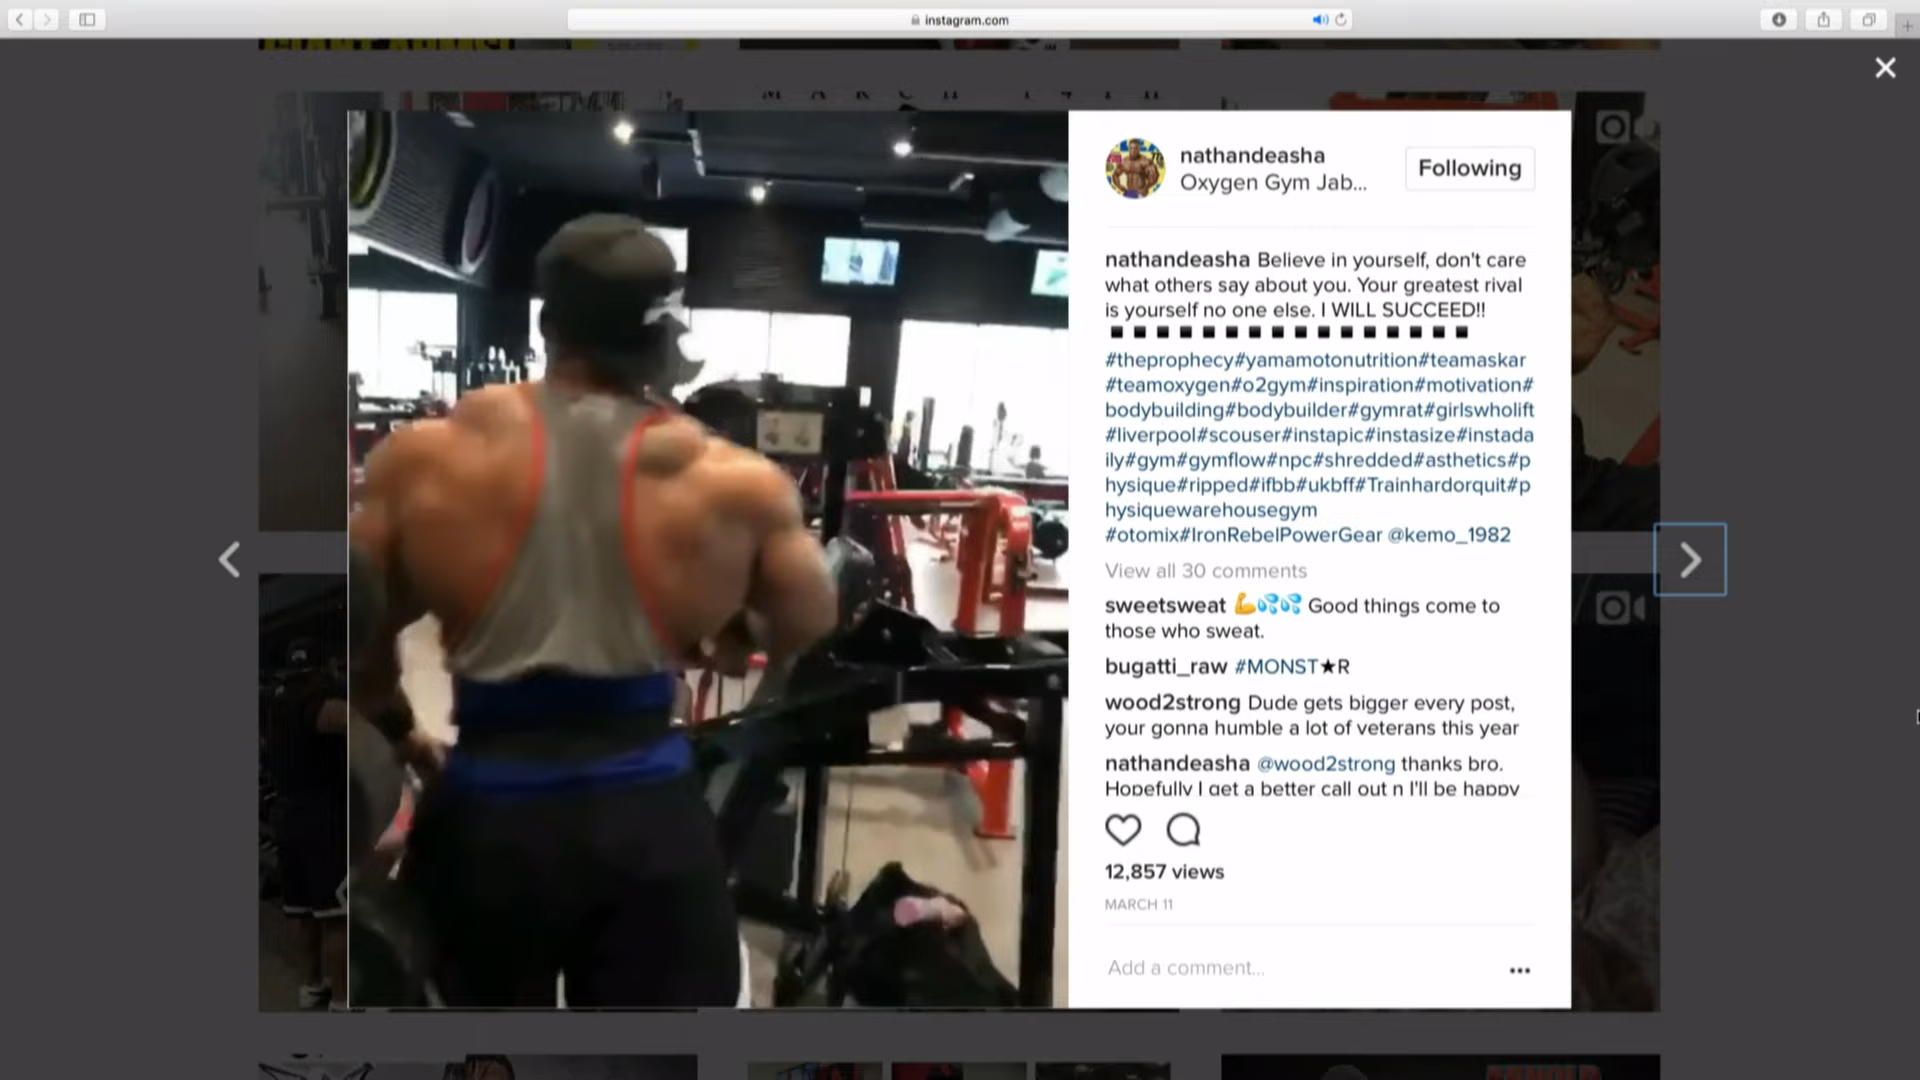 instagram.com
MARCH 14TH
nathandeasha
Oxygen Gym Jab...
Following
nathandeasha Believe in yourself, don't care
what others say about you. Your greatest rival
is yourself no one else. I WILL SUCCEED!!
#theprophecy#yamamotonutrition#teamaskar
#teamoxygen#o2gym#inspiration#motivation#
bodybuilding#bodybuilder#gymrat#girlswholift
#liverpool#scouser#instapic#instasize#instada
ily#gym#gymflow#npc#shredded#asthetics#p
hysique#ripped#ifbb#ukbff#Trainhardorquit#p
hysiquewarehousegym
#otomix#IronRebelPowerGear @kemo_1982
View all 30 comments
sweetsweat 💪💦💦 Good things come to
those who sweat.
bugatti_raw #MONST★R
wood2strong Dude gets bigger every post,
your gonna humble a lot of veterans this year
nathandeasha @wood2strong thanks bro.
Hopefully I get a better call out n I'll be happy
12,857 views
MARCH 11
Add a comment...
ARNOLD